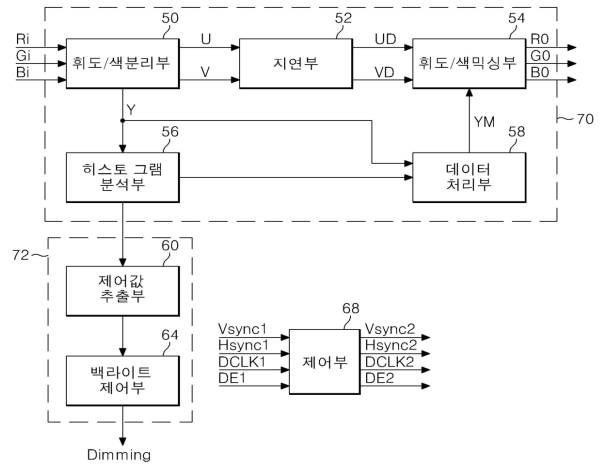 50
52
54
Ri
Gi
Bi
휘도/색분리부
U
V
지연부
UD
VD
휘도/색믹싱부
R0
G0
B0
Y
YM
70
56
58
히스토 그램
분석부
데이터
처리부
72
60
제어값
추출부
64
백라이트
제어부
Dimming
68
Vsync1
Hsync1
DCLK1
DE1
제어부
Vsync2
Hsync2
DCLK2
DE2